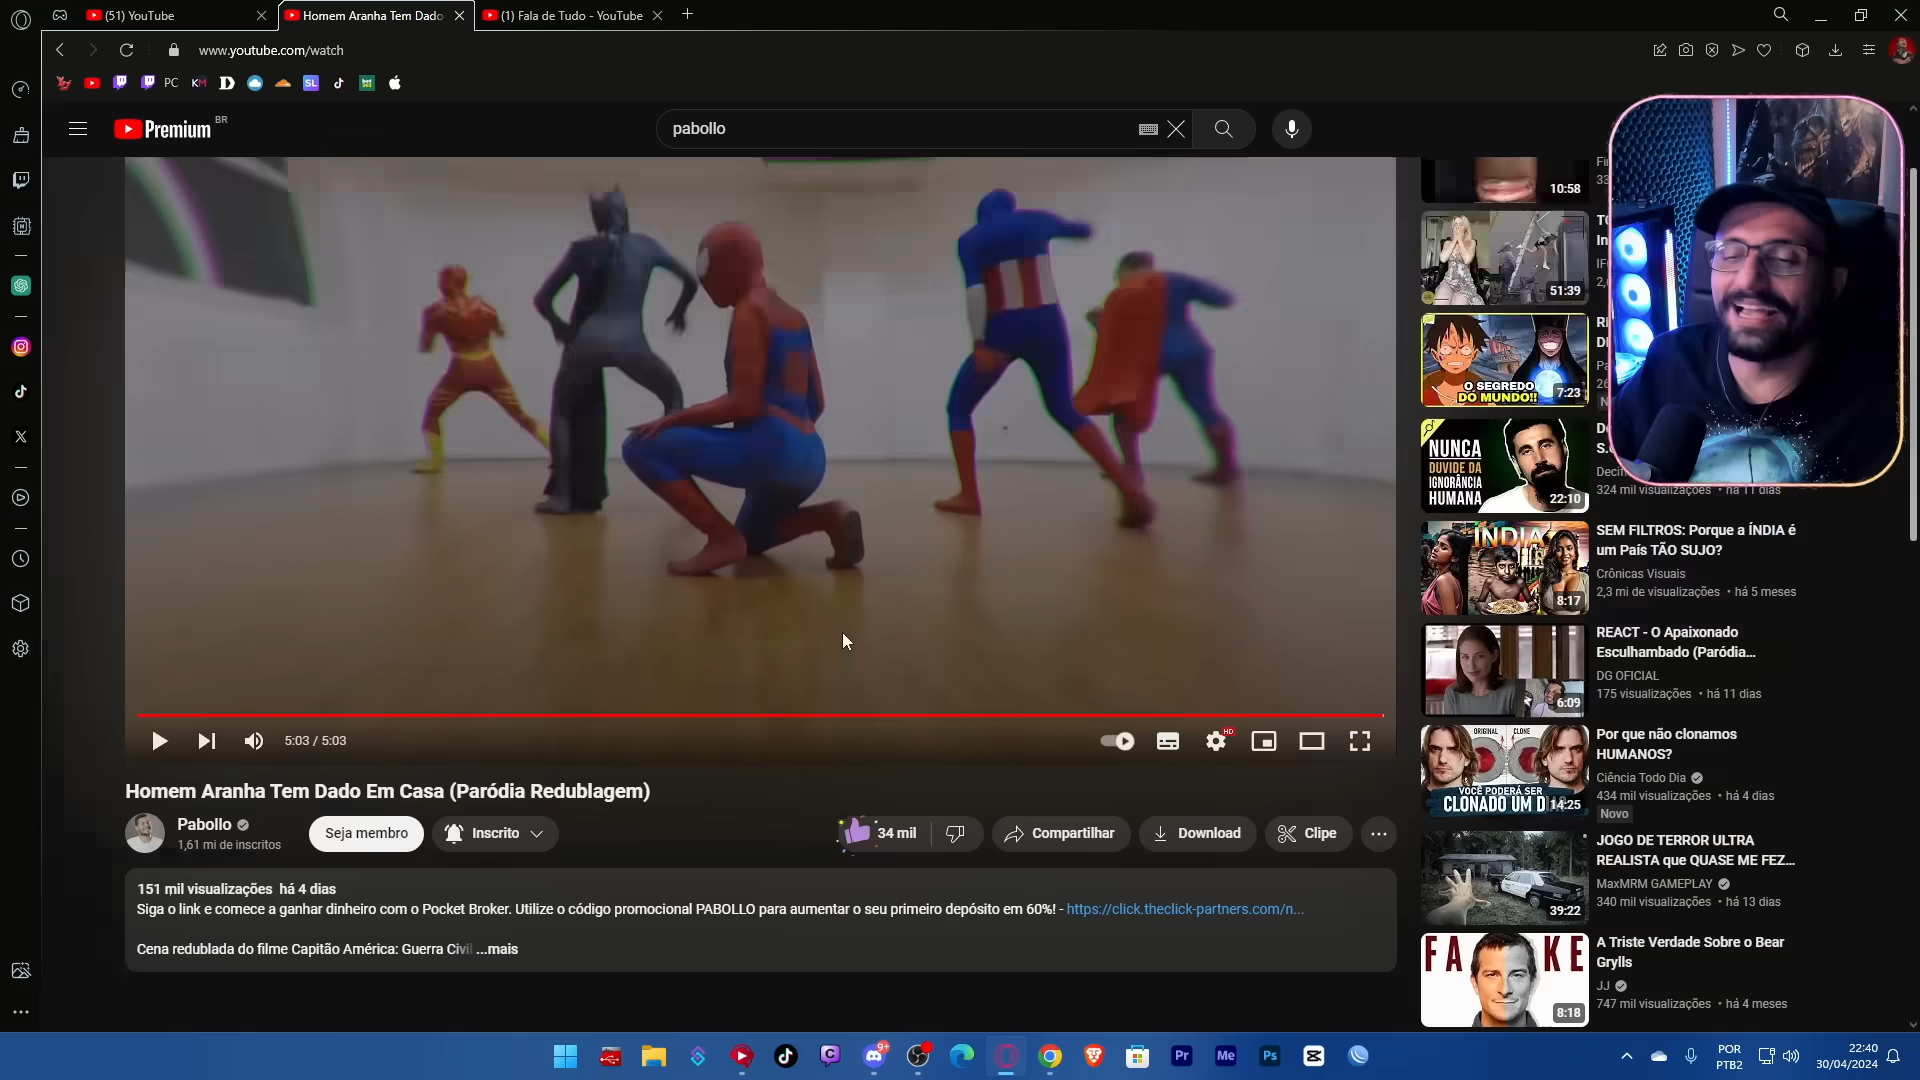 (51) YouTube
Homem Aranha Tem Dado
(1) Fala de Tudo - YouTube
www.youtube.com/watch
PC
KM
SL
Premium BR
pabollo
10:58
51:39
O SEGREDO
DO MUNDO!!
7:23
NUNCA
DUVIDE DA
IGNORÂNCIA
HUMANA
22:10
324 mil visualizações • há 11 dias
ÍNDIA
8:17
SEM FILTROS: Porque a ÍNDIA é
um País TÃO SUJO?
Crônicas Visuais
2,3 mi de visualizações • há 5 meses
6:09
REACT - O Apaixonado
Esculhambado (Paródia...
DG OFICIAL
175 visualizações • há 11 dias
ORIGINAL CLONE
VOCÊ PODERÁ SER
14:25
Por que não clonamos
HUMANOS?
Ciência Todo Dia
434 mil visualizações • há 4 dias
Novo
39:22
JOGO DE TERROR ULTRA
REALISTA que QUASE ME FEZ...
MaxMRM GAMEPLAY
340 mil visualizações • há 13 dias
FAKE
8:18
A Triste Verdade Sobre o Bear
Grylls
JJ
747 mil visualizações • há 4 meses
5:03 / 5:03
HD
Homem Aranha Tem Dado Em Casa (Paródia Redublagem)
Pabollo
1,61 mi de inscritos
Seja membro
Inscrito
34 mil
Compartilhar
Download
Clipe
151 mil visualizações há 4 dias
Siga o link e comece a ganhar dinheiro com o Pocket Broker. Utilize o código promocional PABOLLO para aumentar o seu primeiro depósito em 60%! - https://click.theclick-partners.com/n...
Cena redublada do filme Capitão América: Guerra Civil ...mais
9+
Pr
Me
Ps
POR
PTB2
22:40
30/04/2024